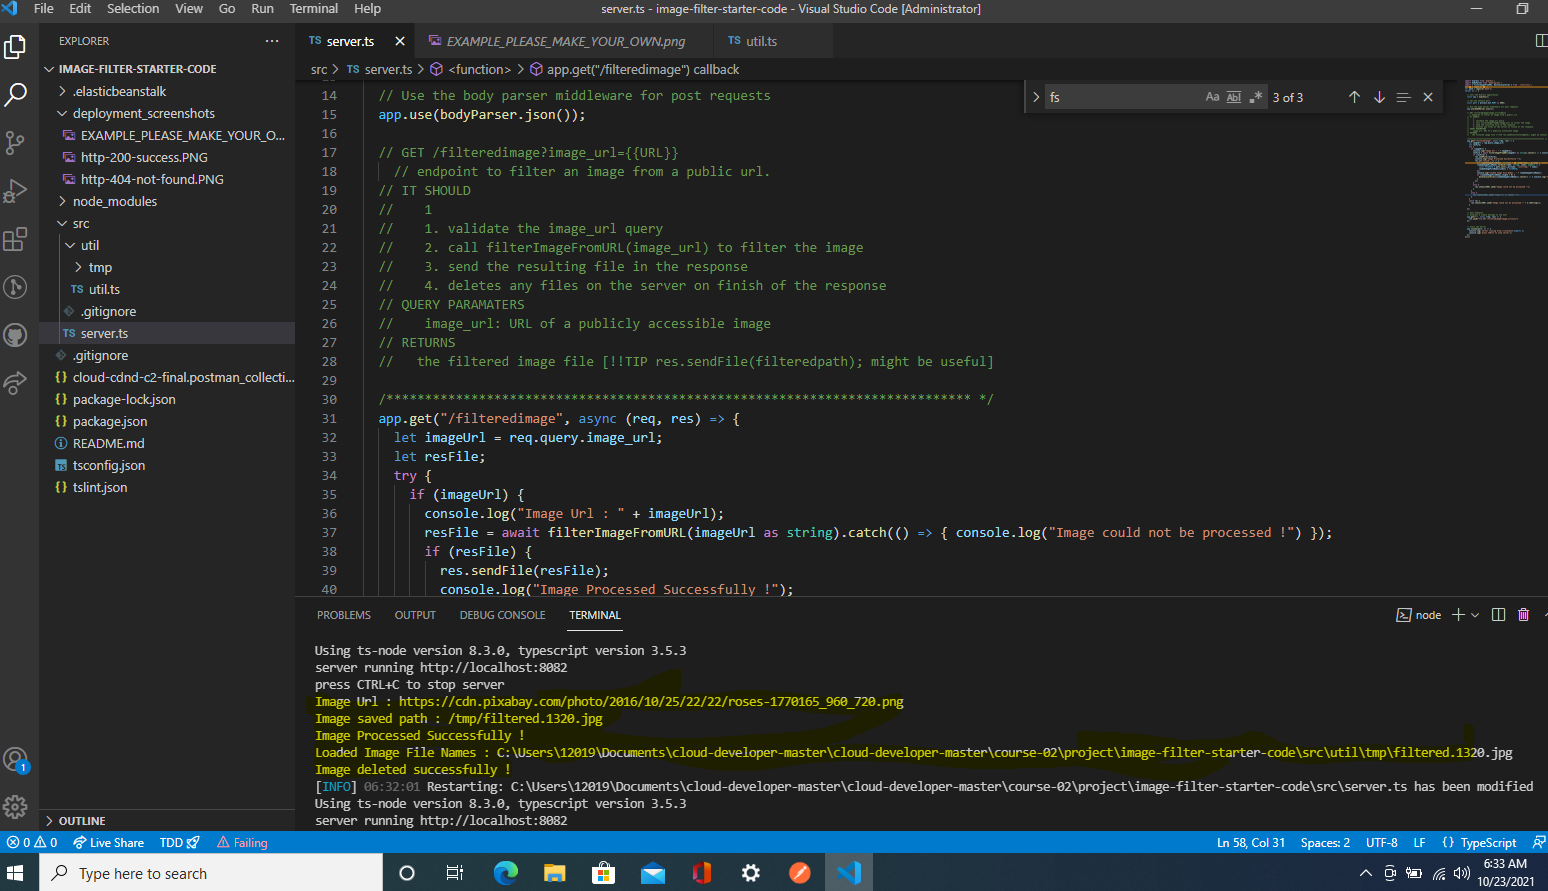 File Edit Selection View Go Run Terminal Help
server.ts - image-filter-starter-code - Visual Studio Code [Administrator]
EXPLORER
IMAGE-FILTER-STARTER-CODE
.elasticbeanstalk
deployment_screenshots
EXAMPLE_PLEASE_MAKE_YOUR_O...
http-200-success.PNG
http-404-not-found.PNG
node_modules
src
util
tmp
TS util.ts
.gitignore
TS server.ts
.gitignore
{} cloud-cdnd-c2-final.postman_collecti...
{} package-lock.json
{} package.json
README.md
TS tsconfig.json
{} tslint.json
OUTLINE
TS server.ts
EXAMPLE_PLEASE_MAKE_YOUR_OWN.png
TS util.ts
src > TS server.ts > <function> > app.get("/filteredimage") callback
fs Aa Abl .* 3 of 3
14 // Use the body parser middleware for post requests
15 app.use(bodyParser.json());
16
17 // GET /filteredimage?image_url={{URL}}
18 // endpoint to filter an image from a public url.
19 // IT SHOULD
20 // 1
21 // 1. validate the image_url query
22 // 2. call filterImageFromURL(image_url) to filter the image
23 // 3. send the resulting file in the response
24 // 4. deletes any files on the server on finish of the response
25 // QUERY PARAMATERS
26 // image_url: URL of a publicly accessible image
27 // RETURNS
28 // the filtered image file [!!TIP res.sendFile(filteredpath); might be useful]
29
30 /**************************************************************************** */
31 app.get("/filteredimage", async (req, res) => {
32 let imageUrl = req.query.image_url;
33 let resFile;
34 try {
35 if (imageUrl) {
36 console.log("Image Url : " + imageUrl);
37 resFile = await filterImageFromURL(imageUrl as string).catch(() => { console.log("Image could not be processed !") });
38 if (resFile) {
39 res.sendFile(resFile);
40 console.log("Image Processed Successfully !");
PROBLEMS OUTPUT DEBUG CONSOLE TERMINAL
node
Using ts-node version 8.3.0, typescript version 3.5.3
server running http://localhost:8082
press CTRL+C to stop server
Image Url : https://cdn.pixabay.com/photo/2016/10/25/22/22/roses-1770165_960_720.png
Image saved path : /tmp/filtered.1320.jpg
Image Processed Successfully !
Loaded Image File Names : C:\Users\12019\Documents\cloud-developer-master\cloud-developer-master\course-02\project\image-filter-starter-code\src\util\tmp\filtered.1320.jpg
Image deleted successfully !
[INFO] 06:32:01 Restarting: C:\Users\12019\Documents\cloud-developer-master\cloud-developer-master\course-02\project\image-filter-starter-code\src\server.ts has been modified
Using ts-node version 8.3.0, typescript version 3.5.3
server running http://localhost:8082
1
0 0 Live Share TDD Failing
Ln 58, Col 31 Spaces: 2 UTF-8 LF {} TypeScript
Type here to search
6:33 AM
10/23/2021